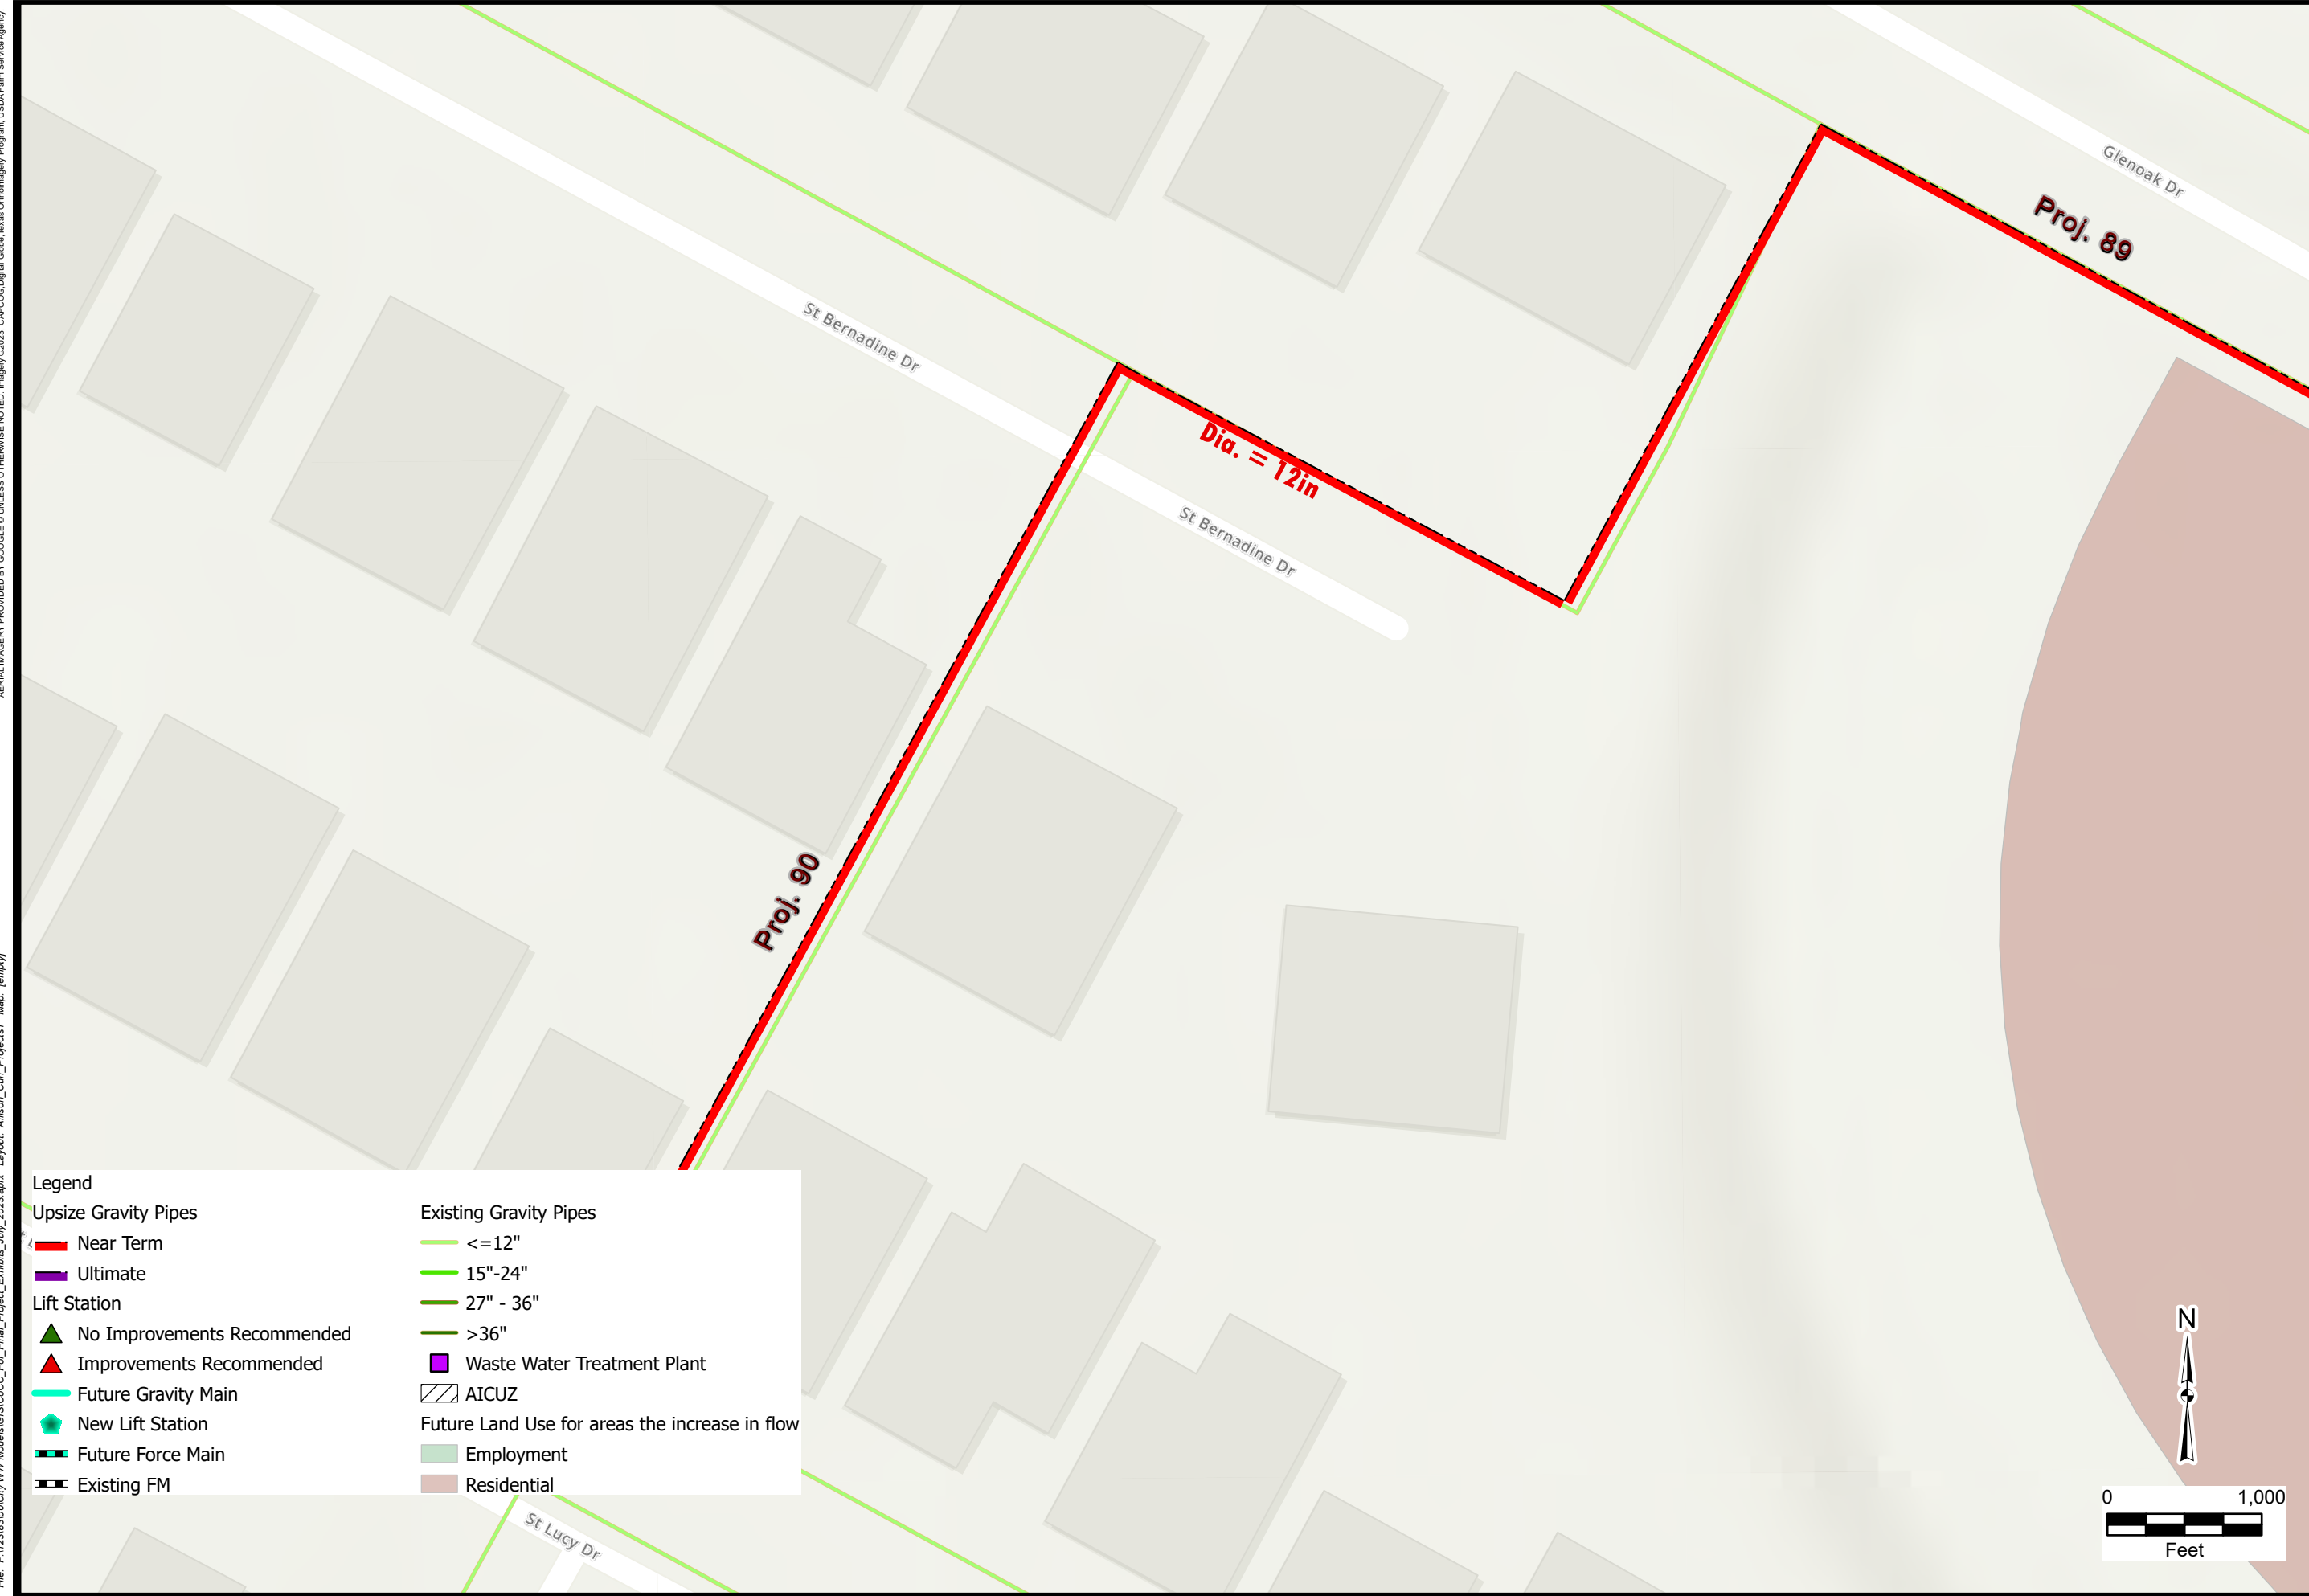 Glenoak Dr
Proj. 89
St Bernadine Dr
Dia. = 12in
St Bernadine Dr
Proj. 90
Legend
Upsize Gravity Pipes
Near Term
Ultimate
Lift Station
No Improvements Recommended
Improvements Recommended
Future Gravity Main
New Lift Station
Future Force Main
Existing FM
Existing Gravity Pipes
<=12"
15"-24"
27" - 36"
>36"
Waste Water Treatment Plant
AICUZ
Future Land Use for areas the increase in flow
Employment
Residential
St Lucy Dr
N
0 1,000
Feet